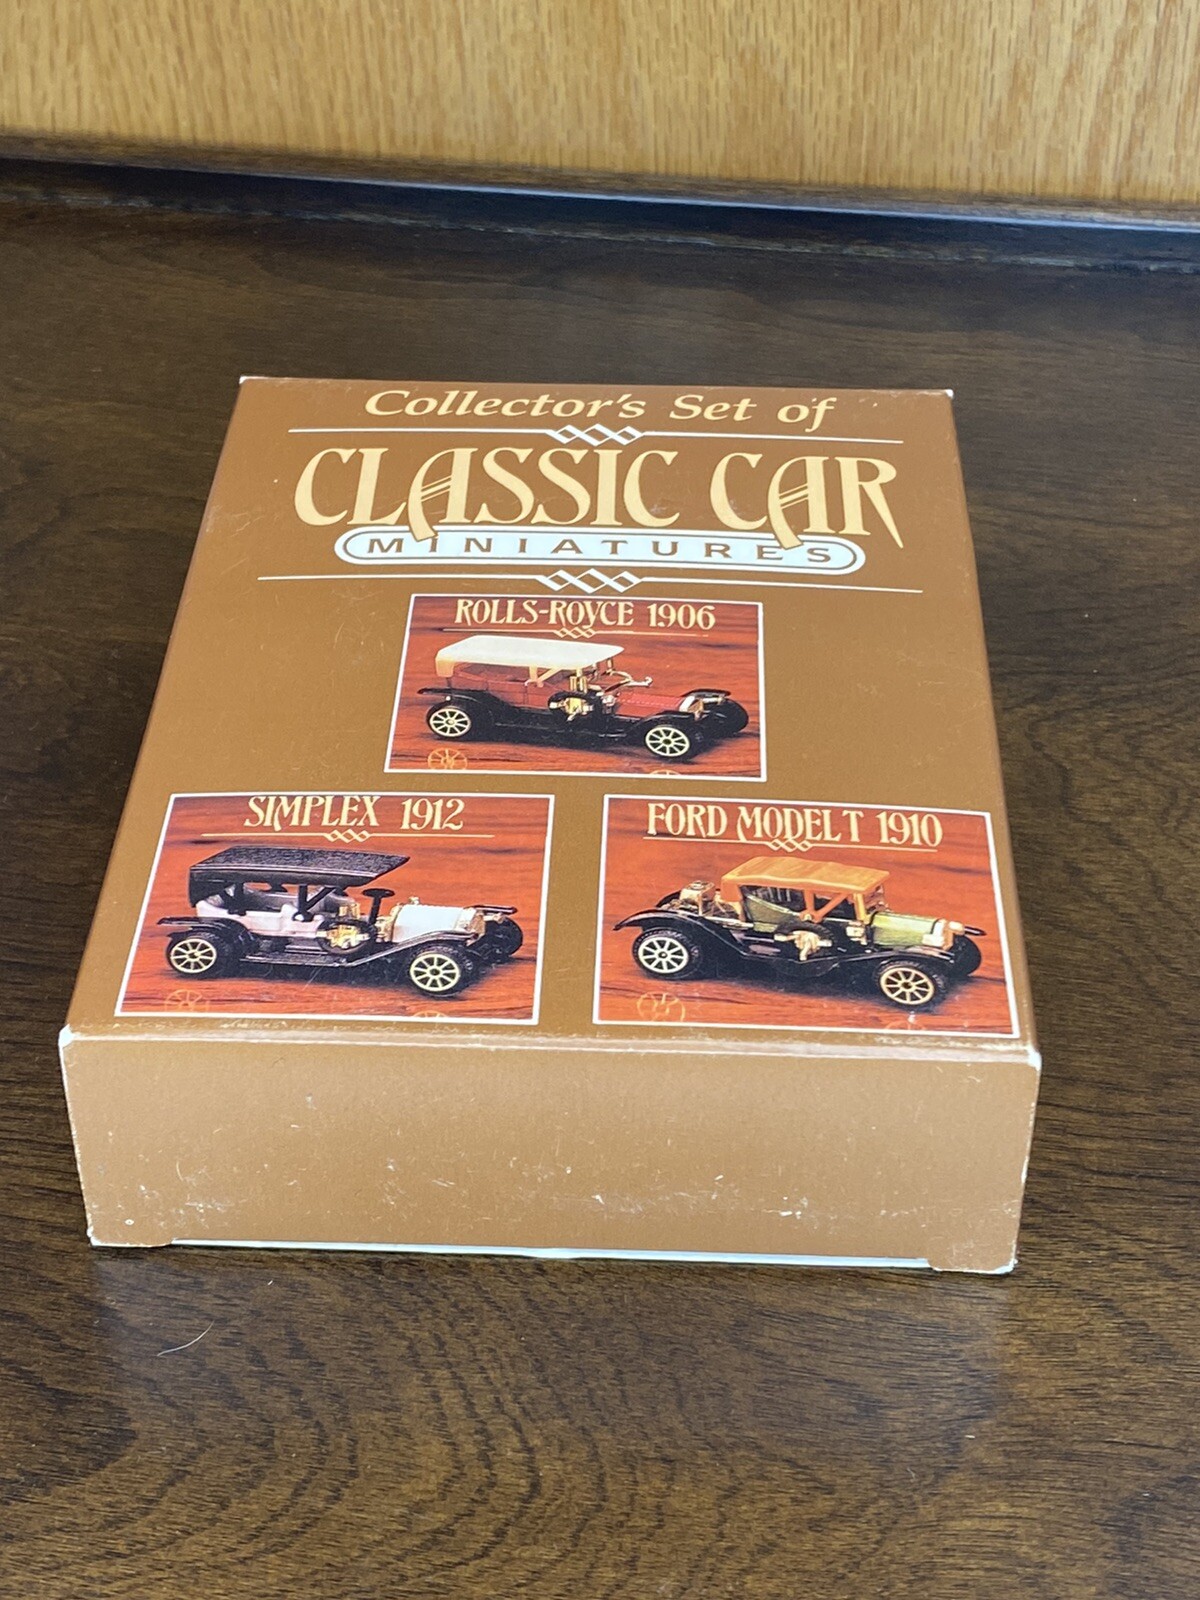 Collector's Set of
CLASSIC CAR
MINIATURES
ROLLS-ROYCE 1906
SIMPLEX 1912
FORD MODEL T 1910